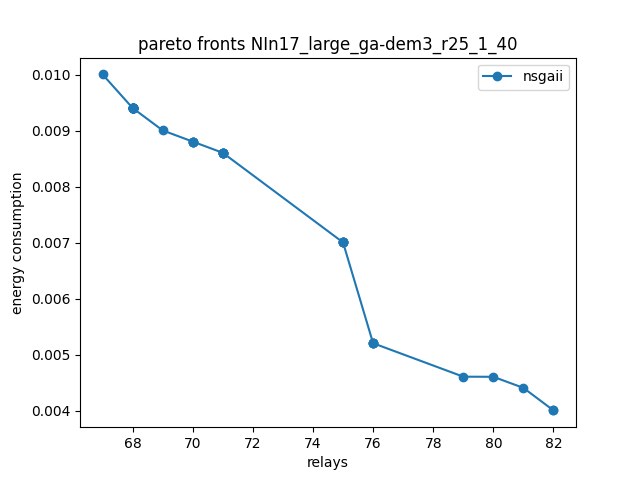 pareto fronts NIn17_large_ga-dem3_r25_1_40
nsgaii
0.010
0.009
0.008
0.007
0.006
0.005
0.004
energy consumption
68 70 72 74 76 78 80 82
relays